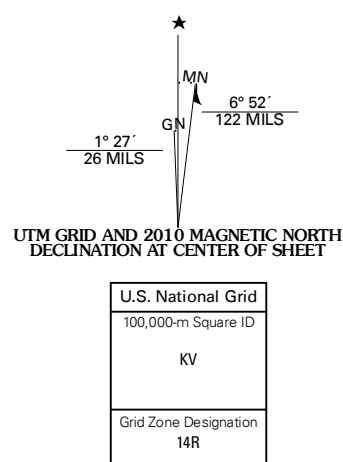 MN
GN
6° 52´
122 MILS
1° 27´
26 MILS
UTM GRID AND 2010 MAGNETIC NORTH
DECLINATION AT CENTER OF SHEET
U.S. National Grid
100,000-m Square ID
KV
Grid Zone Designation
14R